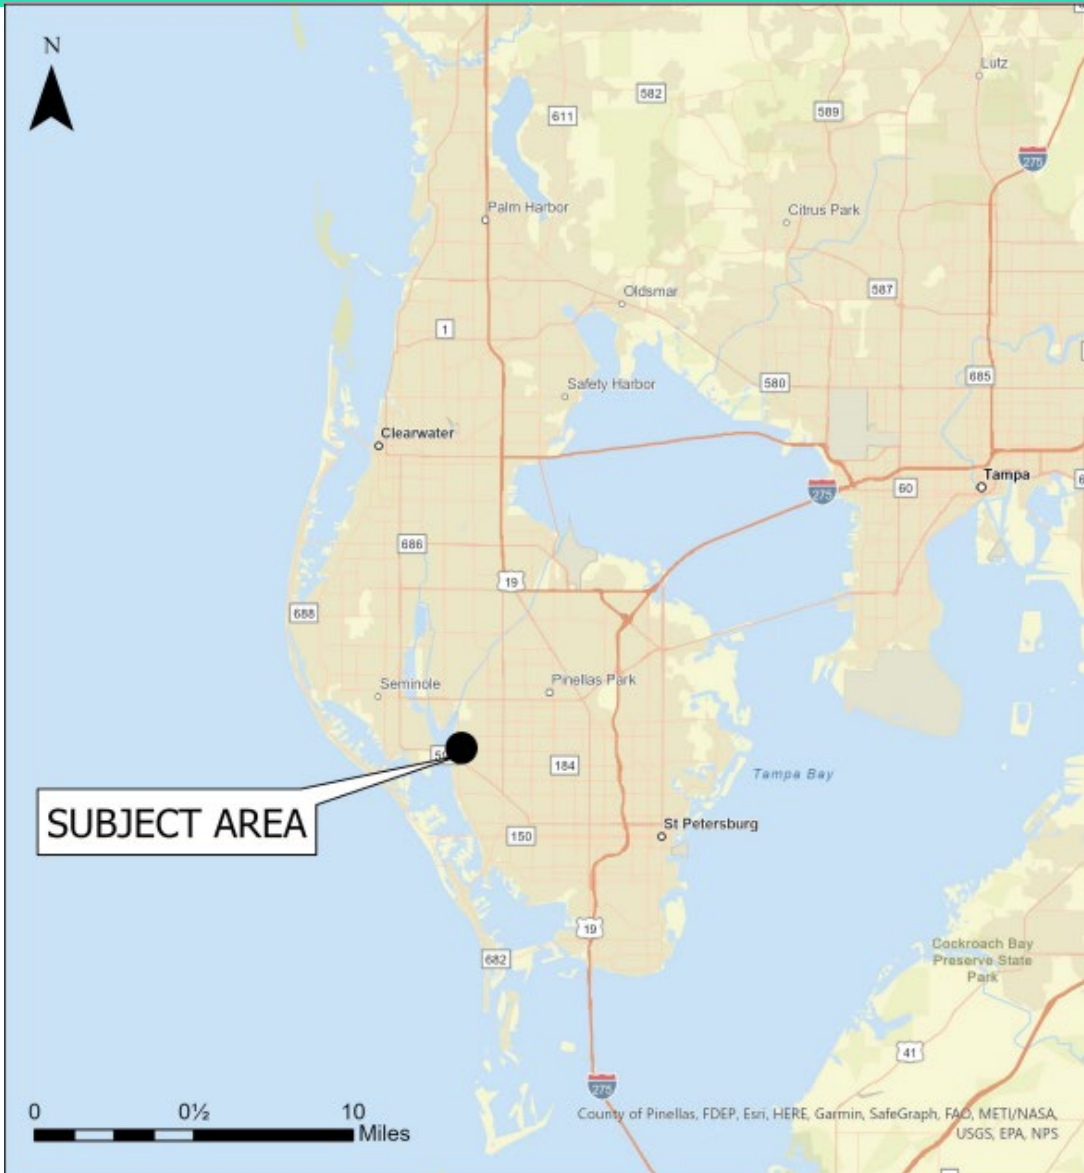 N
Lutz
582
589
611
275
Palm Harbor
Citrus Park
587
Oldsmar
1
685
580
Safety Harbor
Clearwater
Tampa
275
60
686
19
688
Seminole
Pinellas Park
184
Tampa Bay
SUBJECT AREA
150
St Petersburg
19
Cockroach Bay
Preserve State
Park
682
41
275
0 0½ 10
Miles
County of Pinellas, FDEP, Esri, HERE, Garmin, SafeGraph, FAO, METI/NASA,
USGS, EPA, NPS